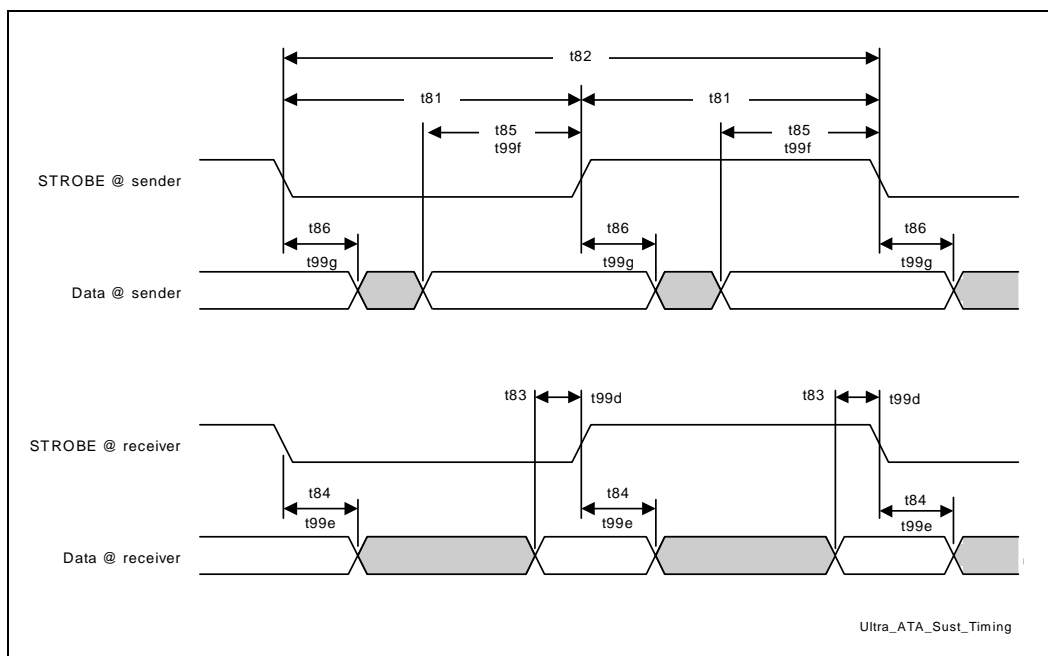 t82
t81 t81
t85 t85
t99f t99f
STROBE @ sender
t86 t86 t86
t99g t99g t99g
Data @ sender
t83 t99d t83 t99d
STROBE @ receiver
t84 t84 t84
t99e t99e t99e
Data @ receiver
Ultra_ATA_Sust_Timing